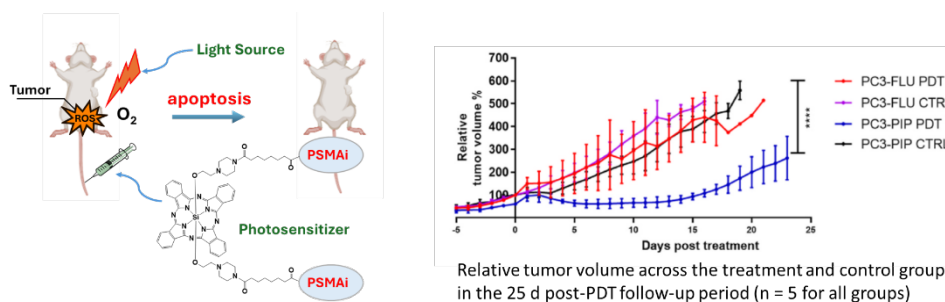 Light Source
Tumor
ROS
O2
apoptosis
PSMAi
O
N
N
O
O
N
N
N
N
N
Si
N
N
N
N
Photosensitizer
O
N
N
O
PSMAi
Relative
tumor volume %
700
600
500
400
300
200
100
-5
0
5
10
15
20
25
Days post treatment
****
PC3-FLU PDT
PC3-FLU CTR
PC3-PIP PDT
PC3-PIP CTRL
Relative tumor volume across the treatment and control group
in the 25 d post-PDT follow-up period (n = 5 for all groups)